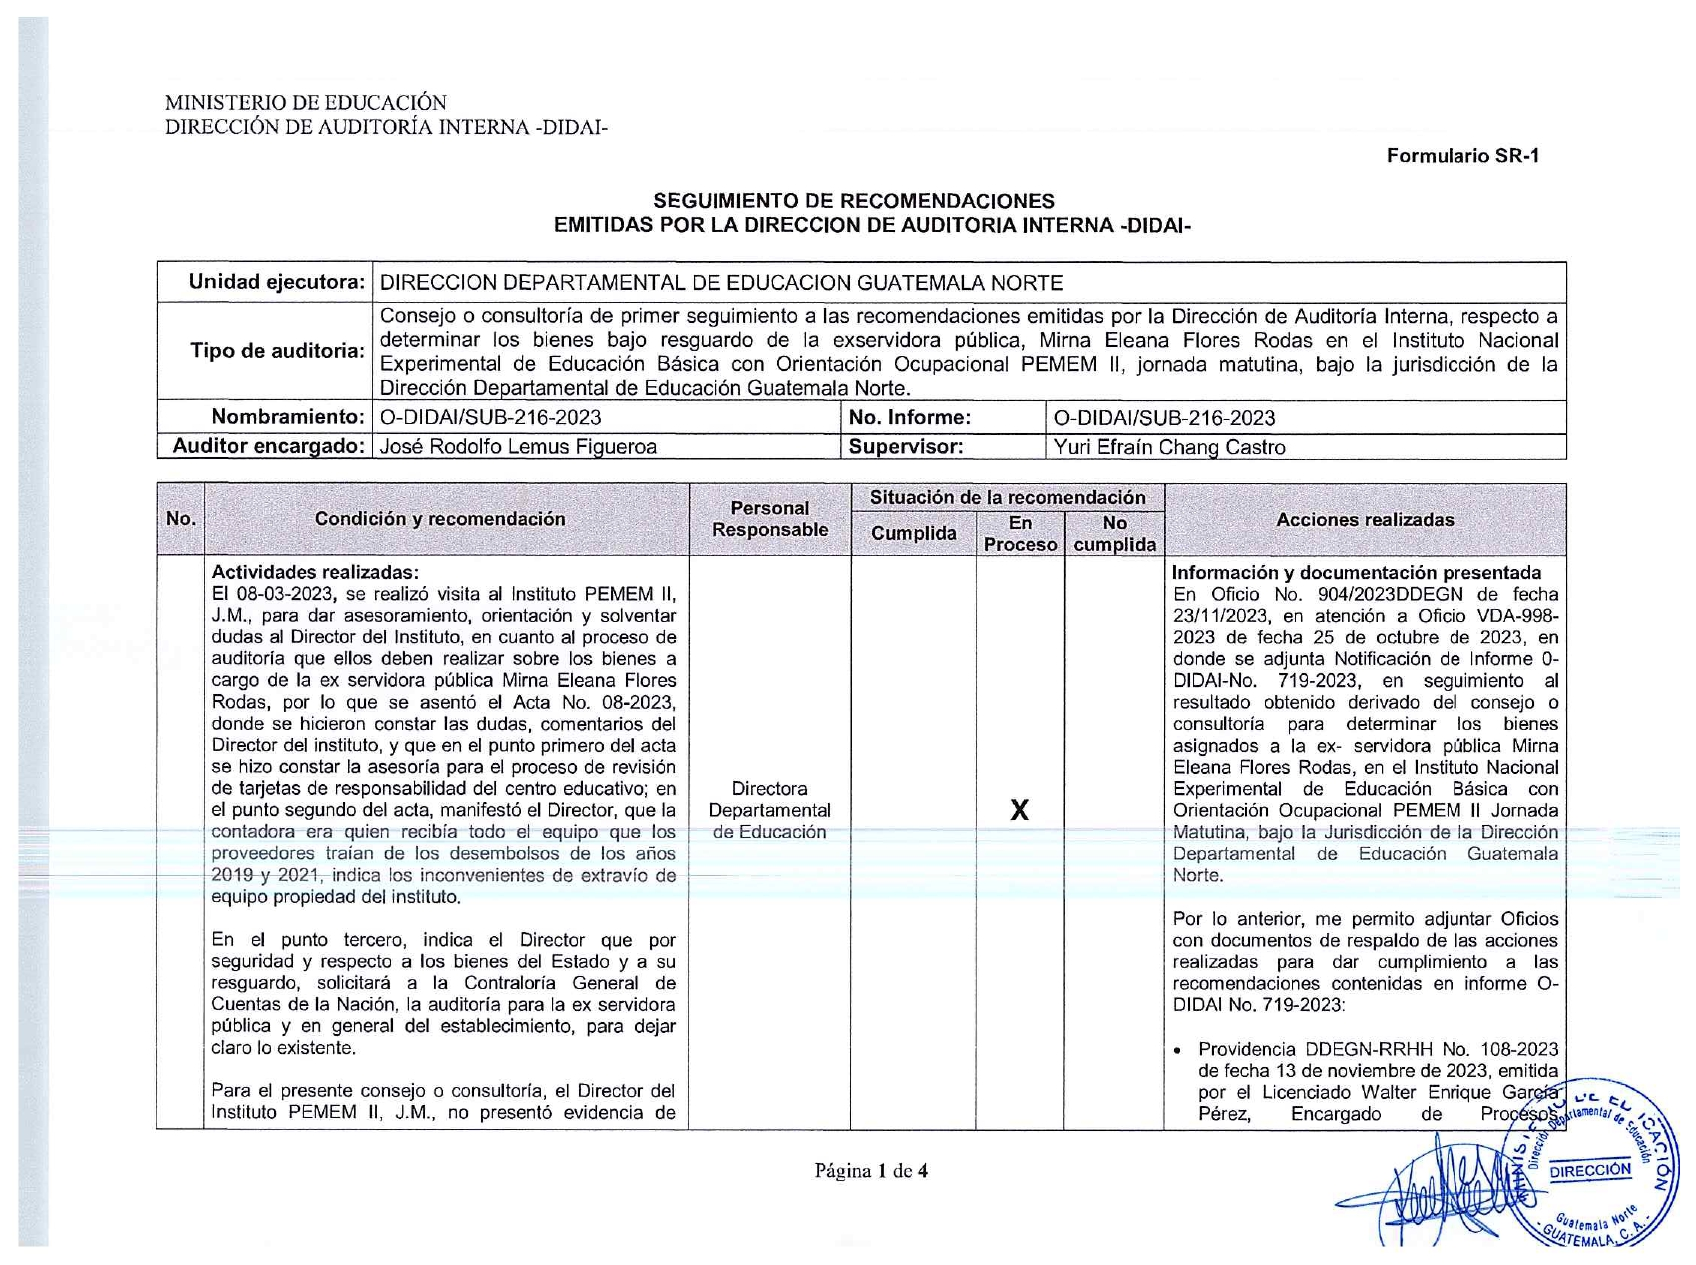 MINISTERIO DE EDUCACIÓN
DIRECCIÓN DE AUDITORÍA INTERNA -DIDAI-
Formulario SR-1
SEGUIMIENTO DE RECOMENDACIONES
EMITIDAS POR LA DIRECCION DE AUDITORIA INTERNA -DIDAI-
Unidad ejecutora: DIRECCION DEPARTAMENTAL DE EDUCACION GUATEMALA NORTE
Tipo de auditoria:
Consejo o consultoría de primer seguimiento a las recomendaciones emitidas por la Dirección de Auditoría Interna, respecto a
determinar los bienes bajo resguardo de la exservidora pública, Mirna Eleana Flores Rodas en el Instituto Nacional
Experimental de Educación Básica con Orientación Ocupacional PEMEM II, jornada matutina, bajo la jurisdicción de la
Dirección Departamental de Educación Guatemala Norte.
Nombramiento: O-DIDAI/SUB-216-2023 No. Informe: O-DIDAI/SUB-216-2023
Auditor encargado: José Rodolfo Lemus Figueroa Supervisor: Yuri Efraín Chang Castro
No.
Condición y recomendación
Personal
Responsable
Situación de la recomendación
Cumplida
En
Proceso
No
cumplida
Acciones realizadas
Actividades realizadas:
El 08-03-2023, se realizó visita al Instituto PEMEM II,
J.M., para dar asesoramiento, orientación y solventar
dudas al Director del Instituto, en cuanto al proceso de
auditoría que ellos deben realizar sobre los bienes a
cargo de la ex servidora pública Mirna Eleana Flores
Rodas, por lo que se asentó el Acta No. 08-2023,
donde se hicieron constar las dudas, comentarios del
Director del instituto, y que en el punto primero del acta
se hizo constar la asesoría para el proceso de revisión
de tarjetas de responsabilidad del centro educativo; en
el punto segundo del acta, manifestó el Director, que la
contadora era quien recibía todo el equipo que los
proveedores traían de los desembolsos de los años
2019 y 2021, indica los inconvenientes de extravío de
equipo propiedad del instituto.
En el punto tercero, indica el Director que por
seguridad y respecto a los bienes del Estado y a su
resguardo, solicitará a la Contraloría General de
Cuentas de la Nación, la auditoría para la ex servidora
pública y en general del establecimiento, para dejar
claro lo existente.
Para el presente consejo o consultoría, el Director del
Instituto PEMEM II, J.M., no presentó evidencia de
Directora
Departamental
de Educación
X
Información y documentación presentada
En Oficio No. 904/2023DDEGN de fecha
23/11/2023, en atención a Oficio VDA-998-
2023 de fecha 25 de octubre de 2023, en
donde se adjunta Notificación de Informe 0-
DIDAI-No. 719-2023, en seguimiento al
resultado obtenido derivado del consejo o
consultoría para determinar los bienes
asignados a la ex- servidora pública Mirna
Eleana Flores Rodas, en el Instituto Nacional
Experimental de Educación Básica con
Orientación Ocupacional PEMEM II Jornada
Matutina, bajo la Jurisdicción de la Dirección
Departamental de Educación Guatemala
Norte.
Por lo anterior, me permito adjuntar Oficios
con documentos de respaldo de las acciones
realizadas para dar cumplimiento a las
recomendaciones contenidas en informe O-
DIDAI No. 719-2023:
• Providencia DDEGN-RRHH No. 108-2023
de fecha 13 de noviembre de 2023, emitida
por el Licenciado Walter Enrique García
Pérez, Encargado de Procesos
Página 1 de 4
Dirección Departamental de Educación
DIRECCIÓN
Guatemala Norte
- GUATEMALA, C. A. -